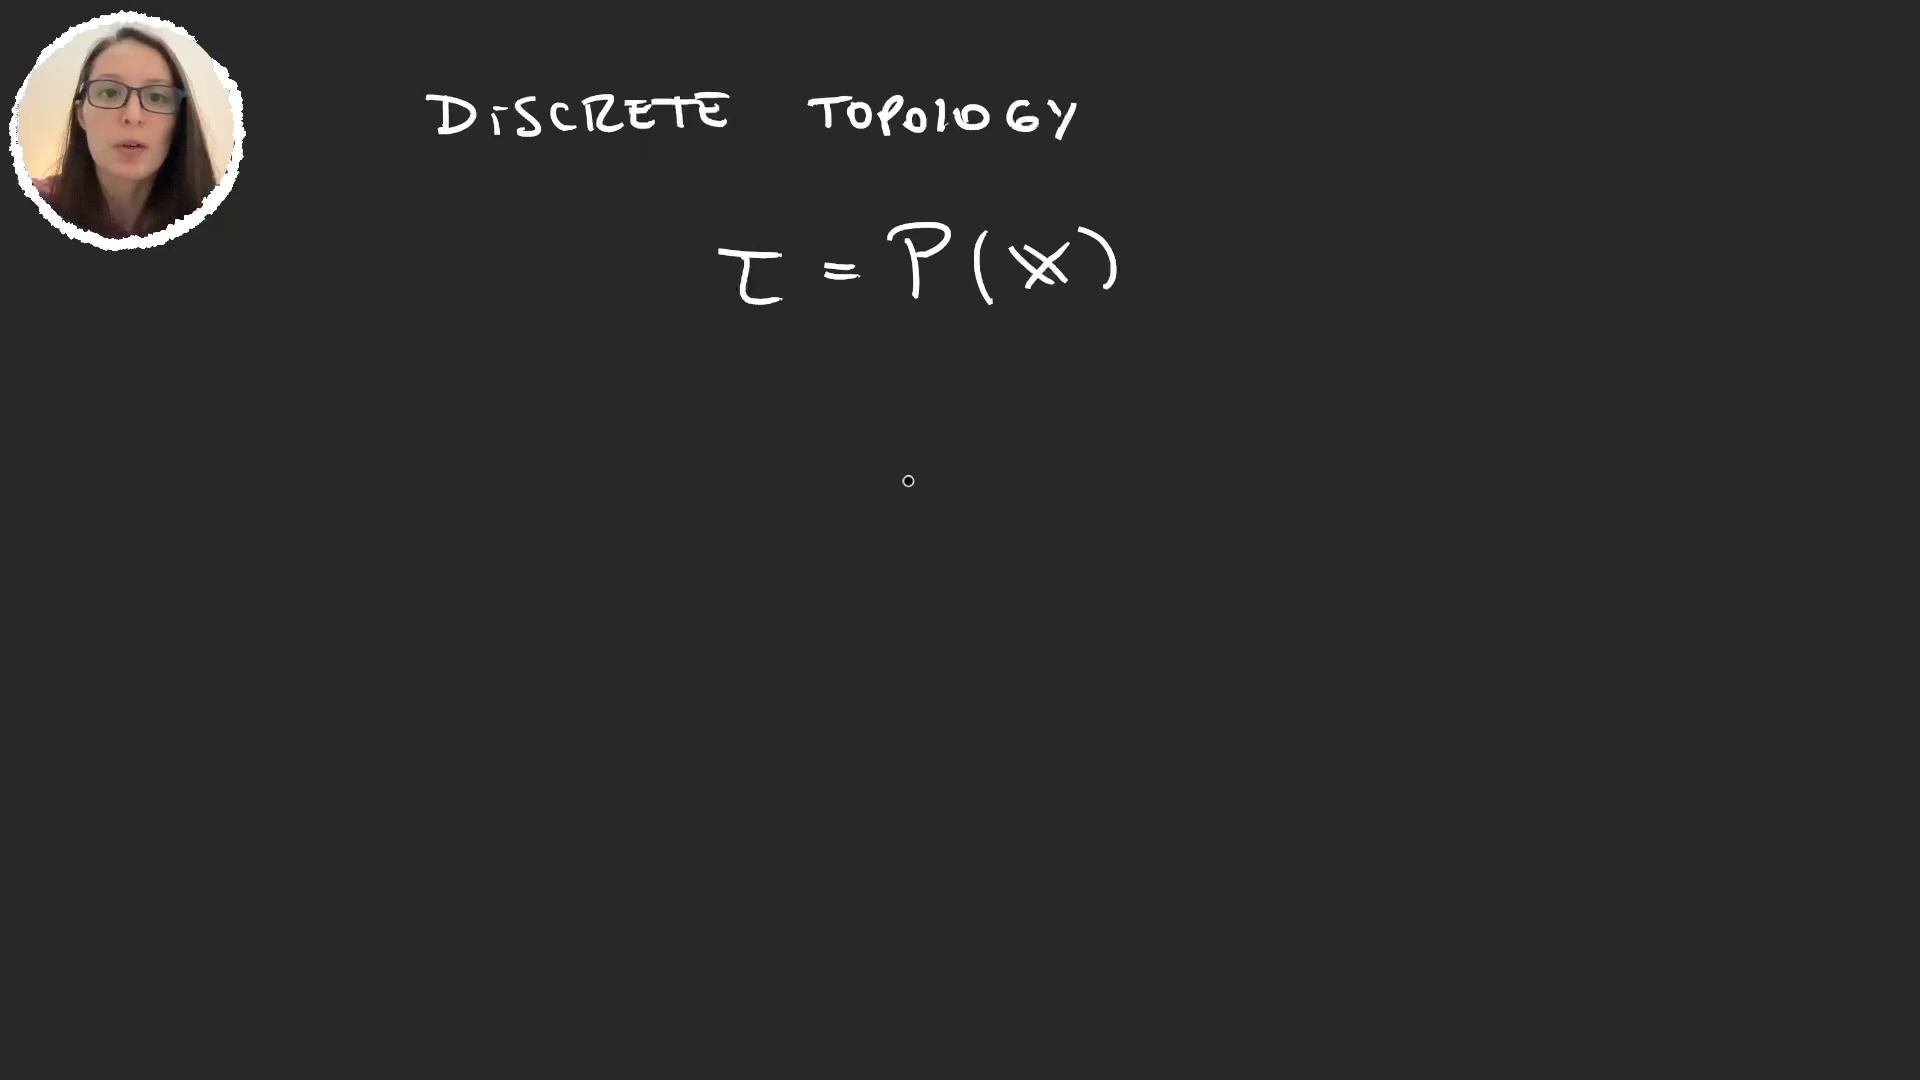 DiSCRETE TOPOlOGY
τ = P(X)